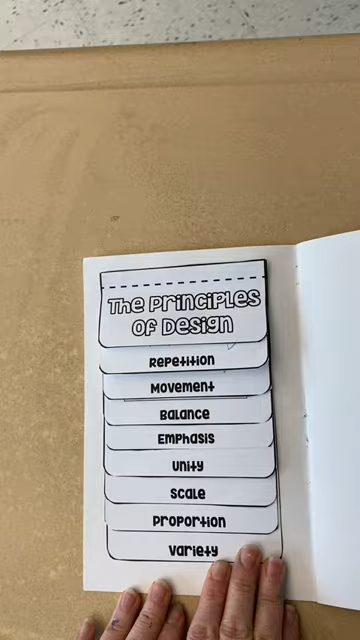 The Principles
of Design
Repetition
Movement
Balance
Emphasis
Unity
Scale
Proportion
Variety